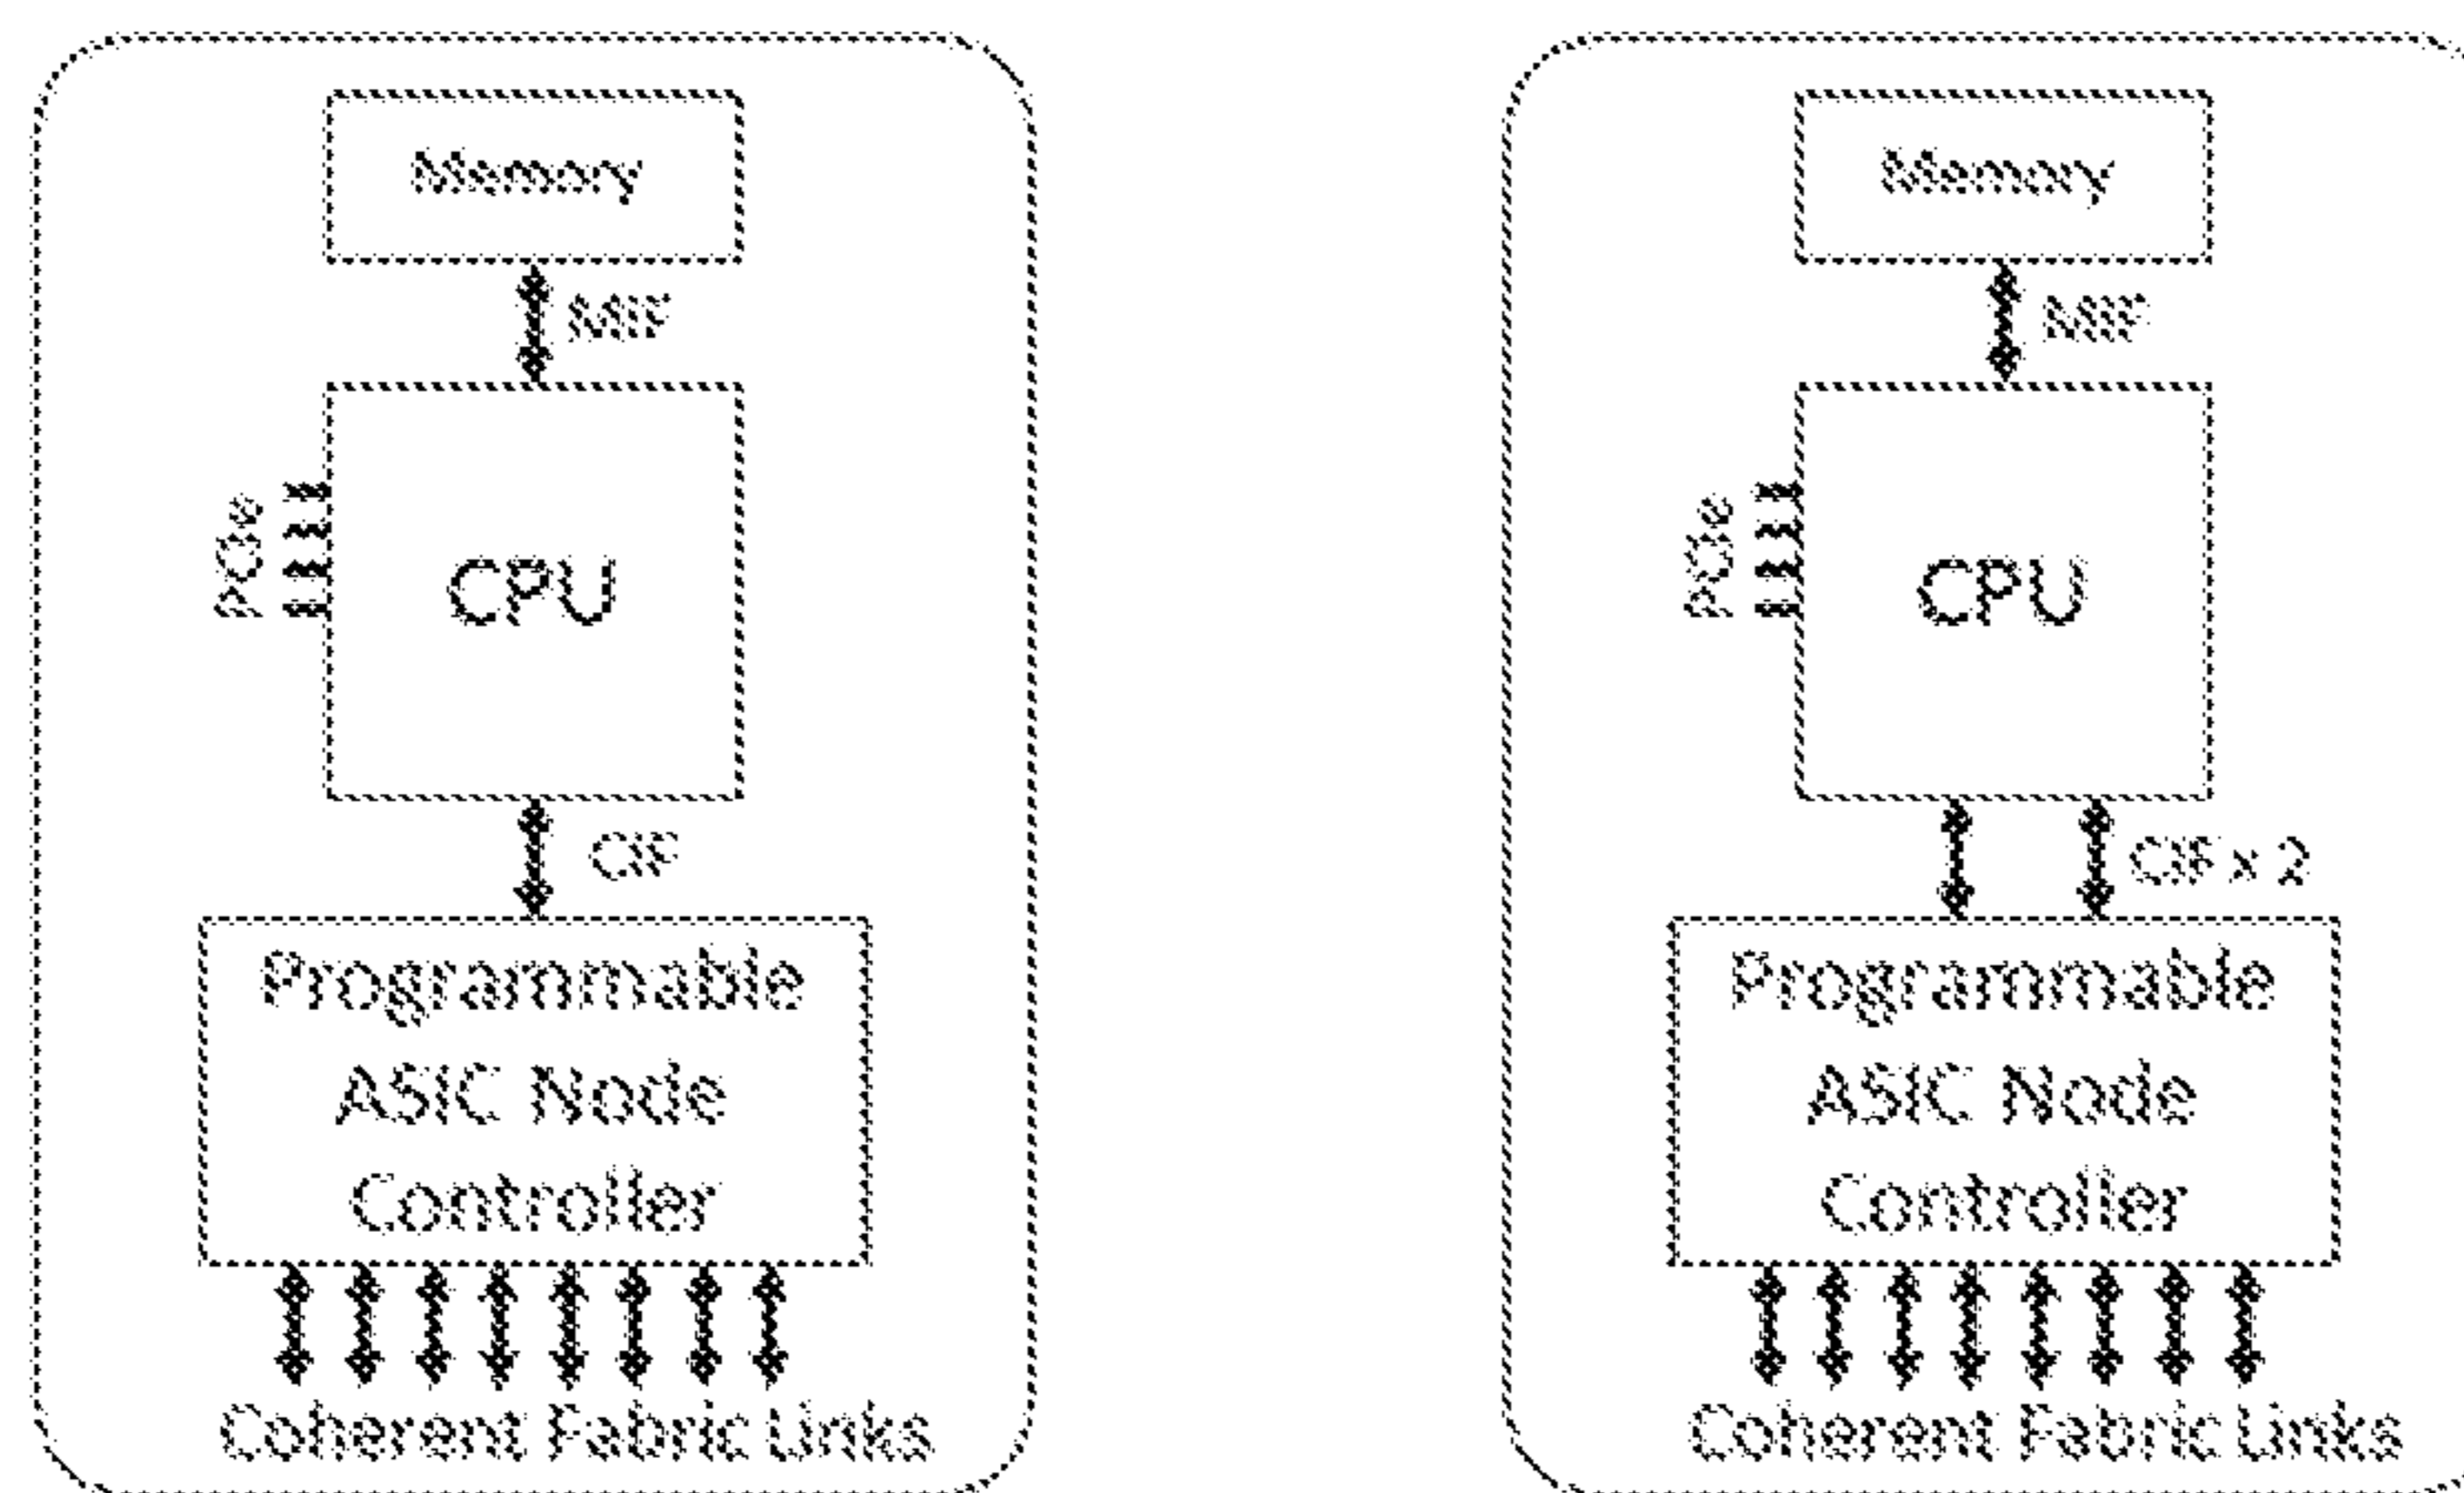 Memory
MIF
PCIe
CPU
CIF
Programmable
ASIC Node
Controller
Coherent Fabric Links
Memory
MIF
PCIe
CPU
CIF x 2
Programmable
ASIC Node
Controller
Coherent Fabric Links